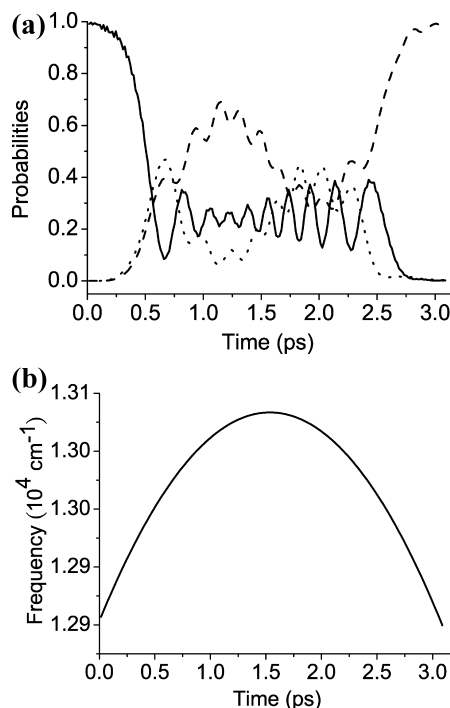 (a)
Probabilities
1.0
0.8
0.6
0.4
0.2
0.0
0.0 0.5 1.0 1.5 2.0 2.5 3.0
Time (ps)
(b)
Frequency (10⁴ cm⁻¹)
1.31
1.30
1.30
1.29
1.29
0.0 0.5 1.0 1.5 2.0 2.5 3.0
Time (ps)